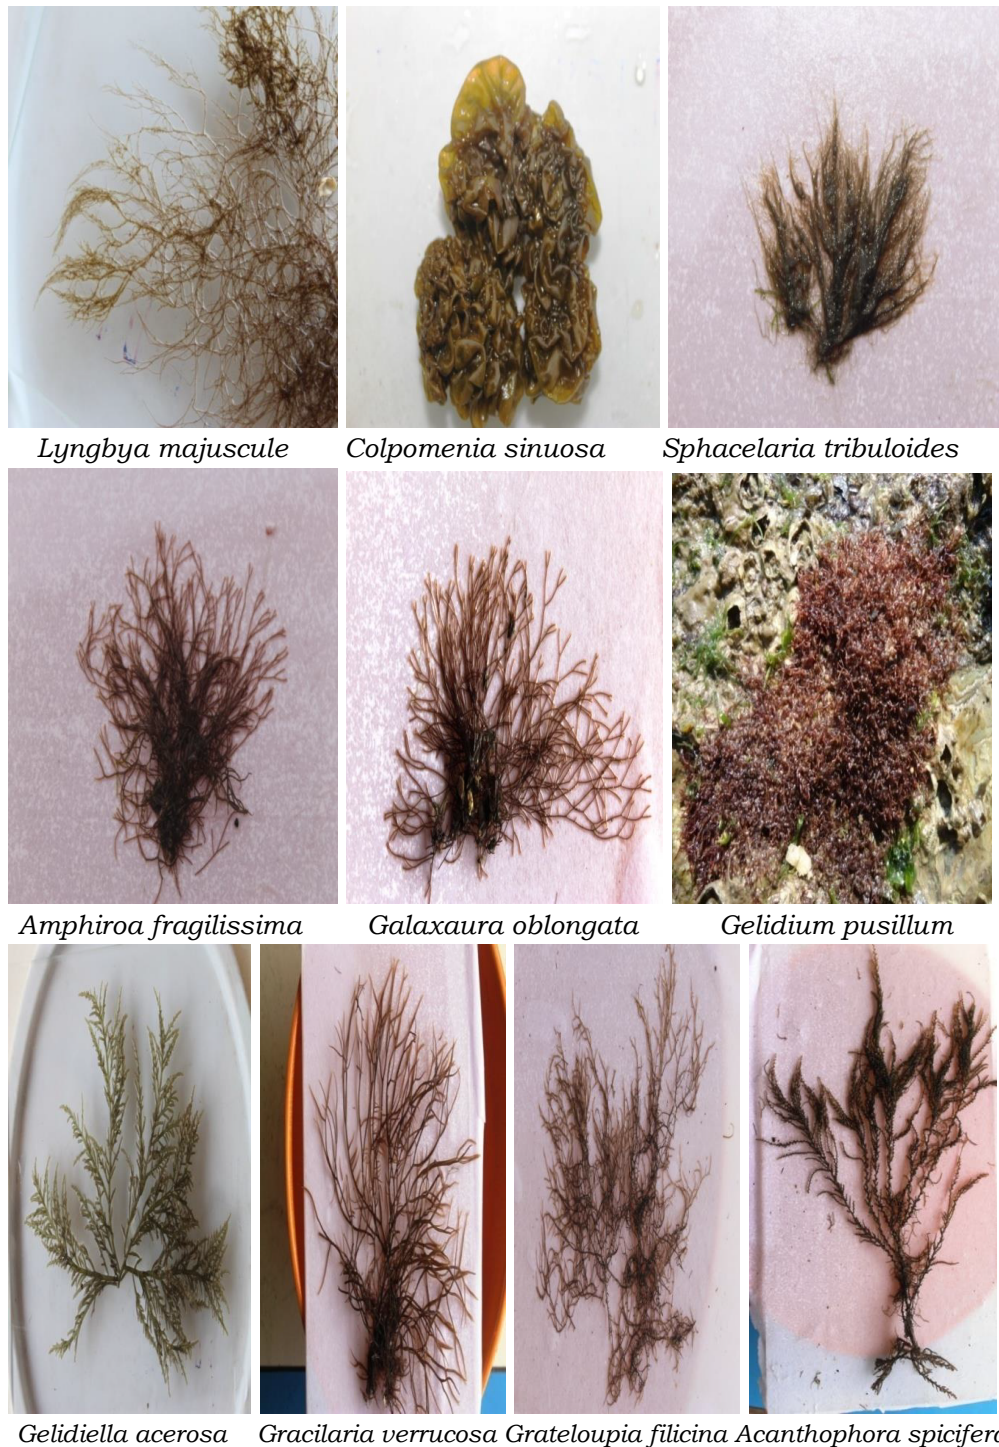 Lyngbya majuscule Colpomenia sinuosa Sphacelaria tribuloides
Amphiroa fragilissima Galaxaura oblongata Gelidium pusillum
Gelidiella acerosa Gracilaria verrucosa Grateloupia filicina Acanthophora spicifera